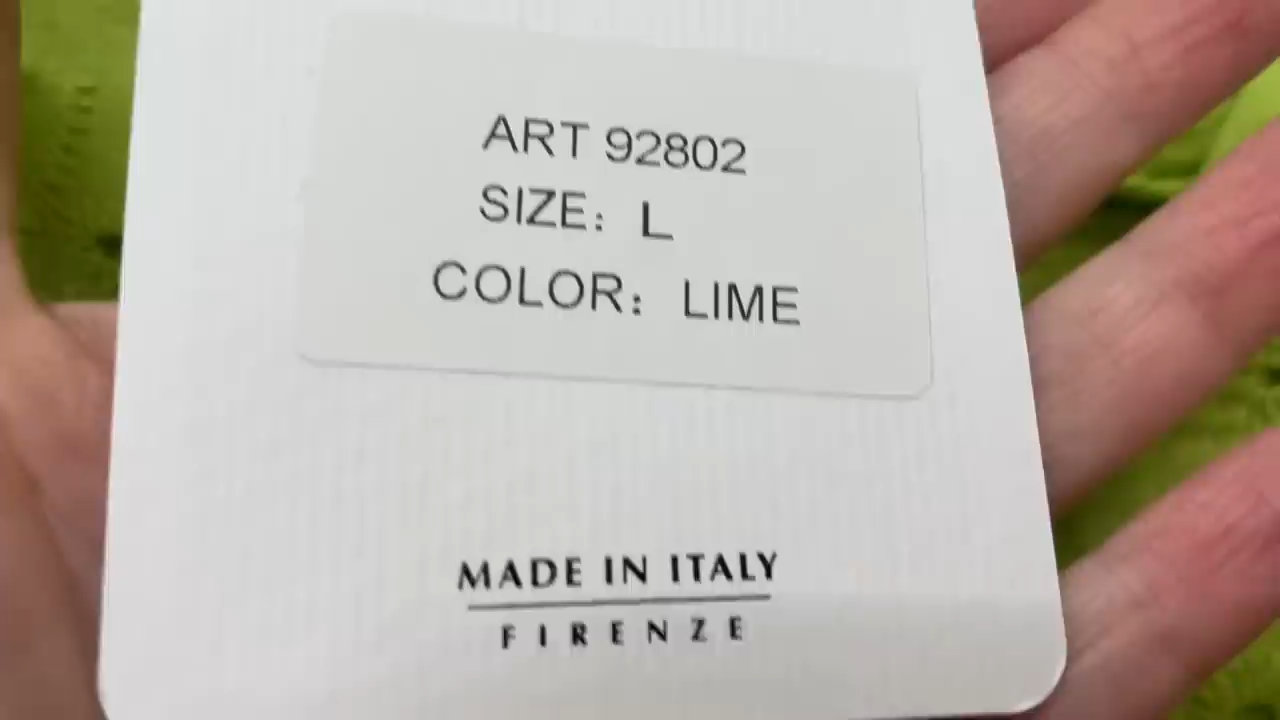 ART 92802
SIZE: L
COLOR: LIME
MADE IN ITALY
FIRENZE